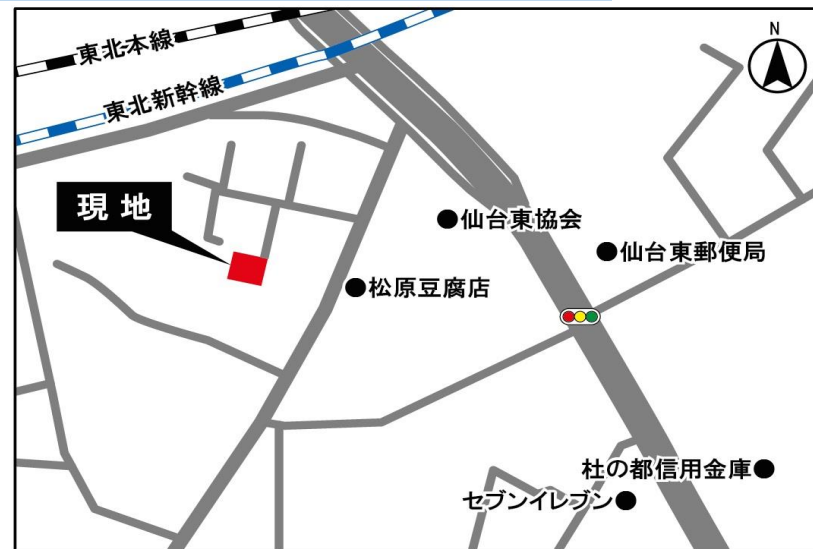 東北本線
N
東北新幹線
現地
仙台東協会
仙台東郵便局
松原豆腐店
杜の都信用金庫
セブンイレブン